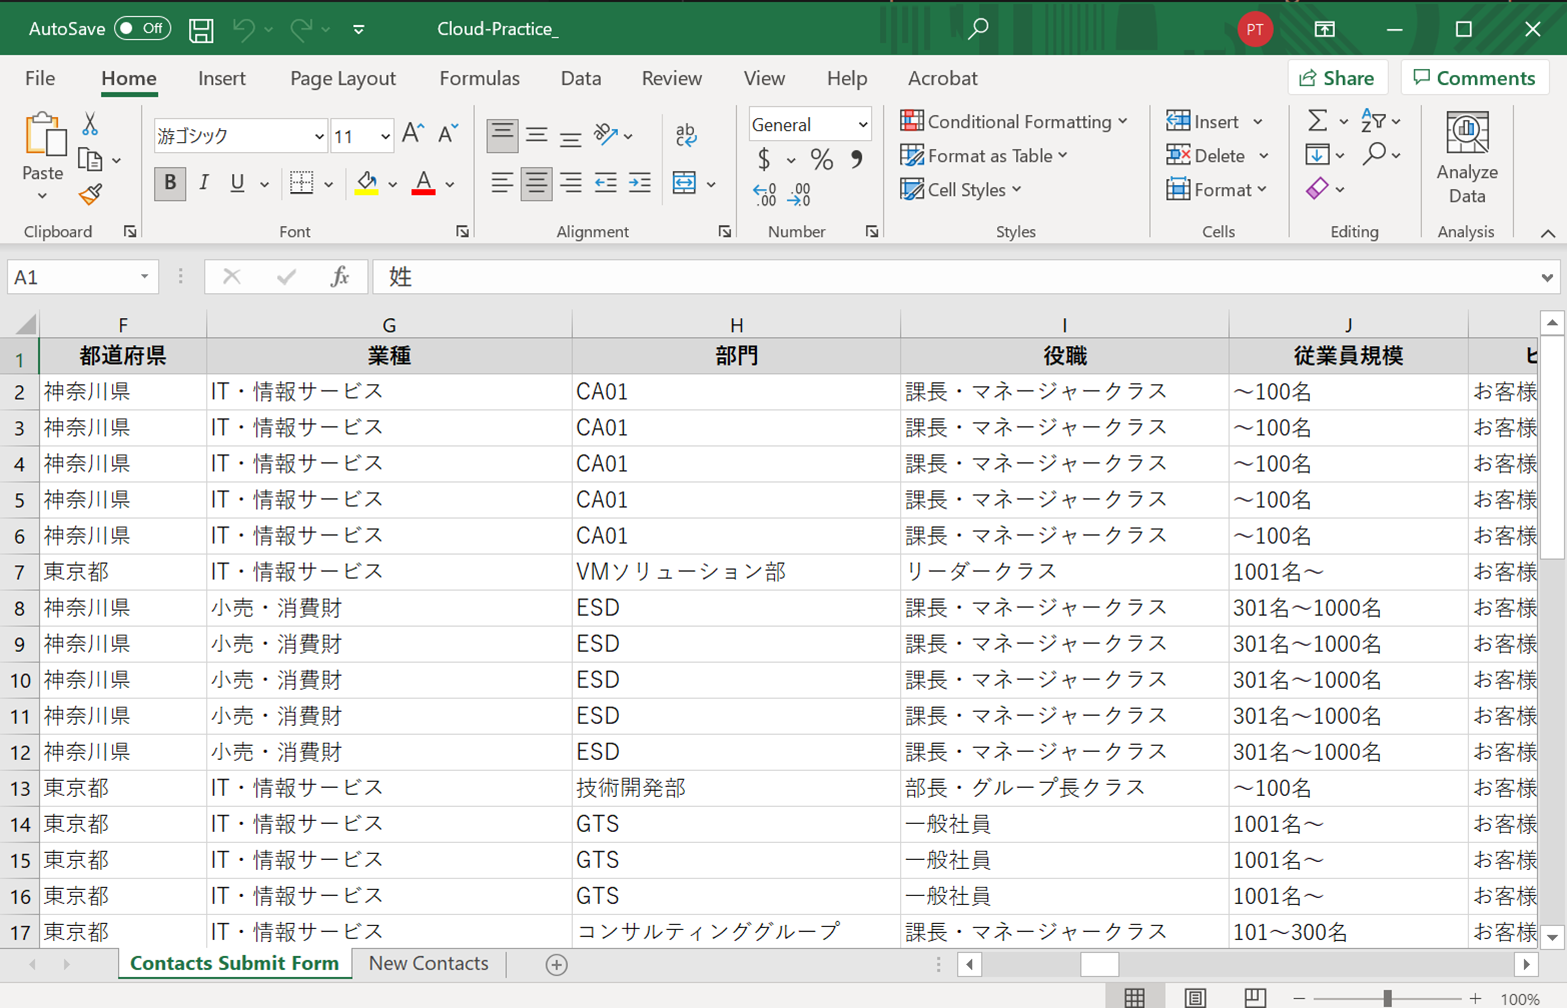 AutoSave Off Cloud-Practice_ PT
File Home Insert Page Layout Formulas Data Review View Help Acrobat Share Comments
Paste
Clipboard
游ゴシック 11
B I U
Font
ab
Alignment
General
$ % 9
Number
Conditional Formatting
Format as Table
Cell Styles
Styles
Insert
Delete
Format
Cells
Editing
Analyze
Data
Analysis
A1 fx 姓
F G H I J
1 都道府県 業種 部門 役職 従業員規模
2 神奈川県 IT・情報サービス CA01 課長・マネージャークラス ～100名 お客様
3 神奈川県 IT・情報サービス CA01 課長・マネージャークラス ～100名 お客様
4 神奈川県 IT・情報サービス CA01 課長・マネージャークラス ～100名 お客様
5 神奈川県 IT・情報サービス CA01 課長・マネージャークラス ～100名 お客様
6 神奈川県 IT・情報サービス CA01 課長・マネージャークラス ～100名 お客様
7 東京都 IT・情報サービス VMソリューション部 リーダークラス 1001名～ お客様
8 神奈川県 小売・消費財 ESD 課長・マネージャークラス 301名～1000名 お客様
9 神奈川県 小売・消費財 ESD 課長・マネージャークラス 301名～1000名 お客様
10 神奈川県 小売・消費財 ESD 課長・マネージャークラス 301名～1000名 お客様
11 神奈川県 小売・消費財 ESD 課長・マネージャークラス 301名～1000名 お客様
12 神奈川県 小売・消費財 ESD 課長・マネージャークラス 301名～1000名 お客様
13 東京都 IT・情報サービス 技術開発部 部長・グループ長クラス ～100名 お客様
14 東京都 IT・情報サービス GTS 一般社員 1001名～ お客様
15 東京都 IT・情報サービス GTS 一般社員 1001名～ お客様
16 東京都 IT・情報サービス GTS 一般社員 1001名～ お客様
17 東京都 IT・情報サービス コンサルティンググループ 課長・マネージャークラス 101～300名 お客様
Contacts Submit Form New Contacts
100%